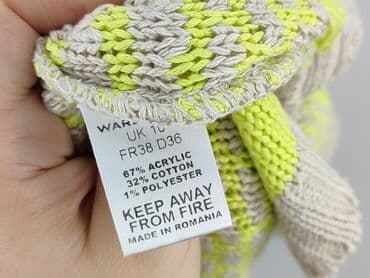 UK 10
FR38 D36
67% ACRYLIC
32% COTTON
1% POLYESTER
KEEP AWAY
FROM FIRE
MADE IN ROMANIA